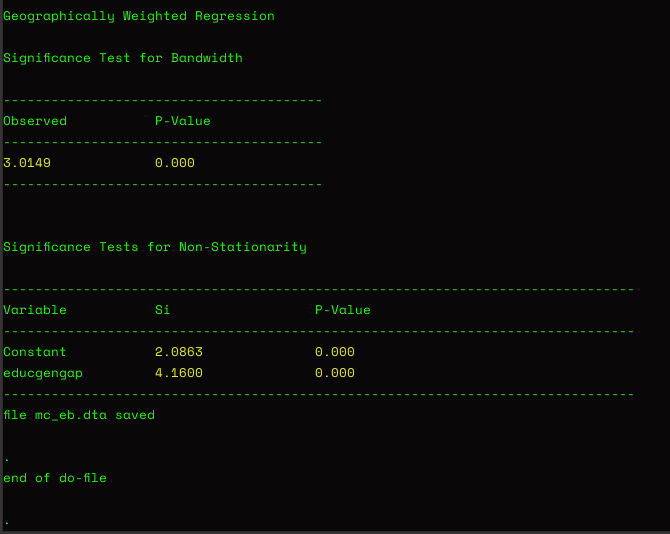 Geographically Weighted Regression
Significance Test for Bandwidth
----------------------------------------
Observed P-Value
----------------------------------------
3.0149 0.000
----------------------------------------
Significance Tests for Non-Stationarity
-------------------------------------------------------------------------------
Variable Si P-Value
-------------------------------------------------------------------------------
Constant 2.0863 0.000
educgengap 4.1600 0.000
-------------------------------------------------------------------------------
file mc_eb.dta saved
.
end of do-file
.